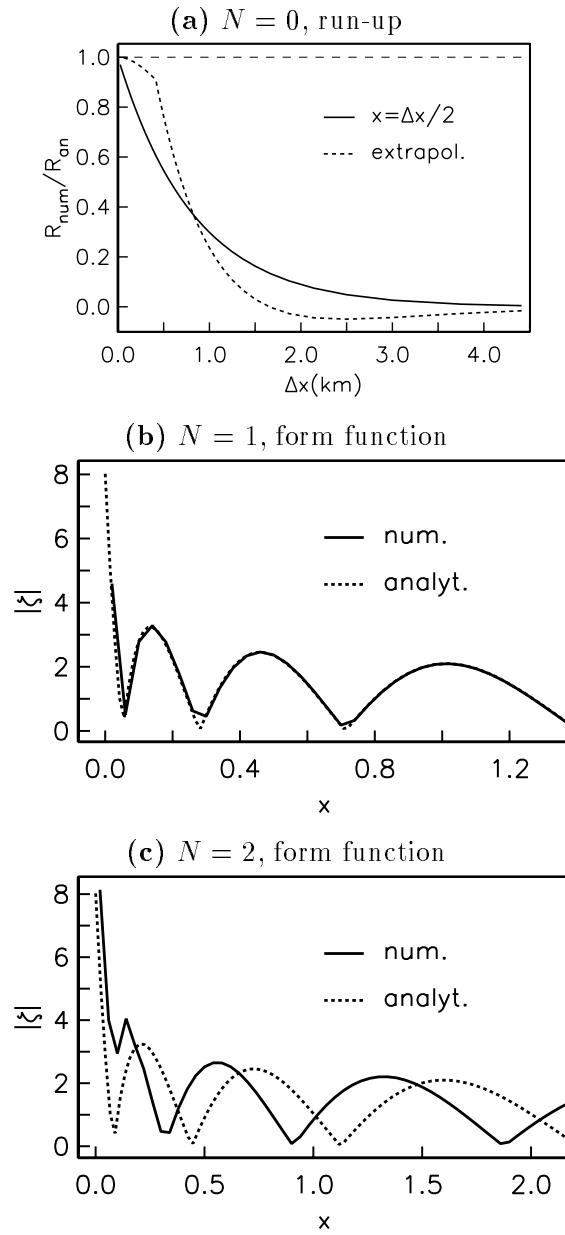 (a) N = 0, run-up
1.0
0.8
0.6
0.4
0.2
0.0
R_num/R_an
x=Δx/2
extrapol.
0.0 1.0 2.0 3.0 4.0
Δx(km)
(b) N = 1, form function
8
6
4
2
0
|ζ|
num.
analyt.
0.0 0.4 0.8 1.2
x
(c) N = 2, form function
8
6
4
2
0
|ζ|
num.
analyt.
0.0 0.5 1.0 1.5 2.0
x